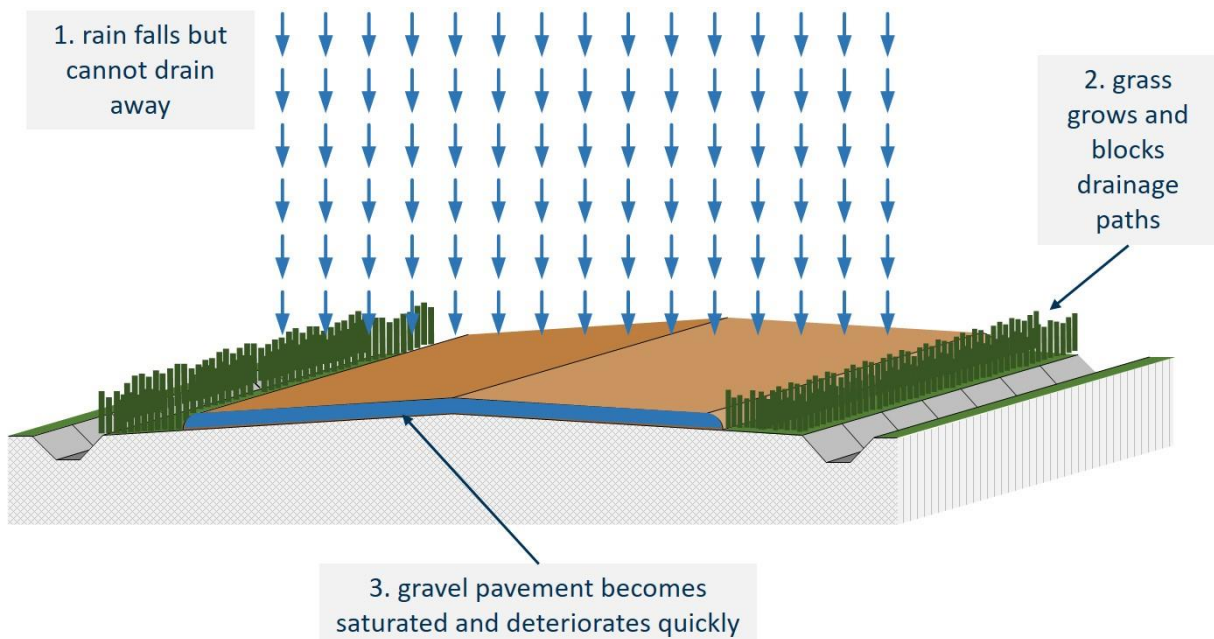 1. rain falls but
cannot drain
away
2. grass
grows and
blocks
drainage
paths
3. gravel pavement becomes
saturated and deteriorates quickly